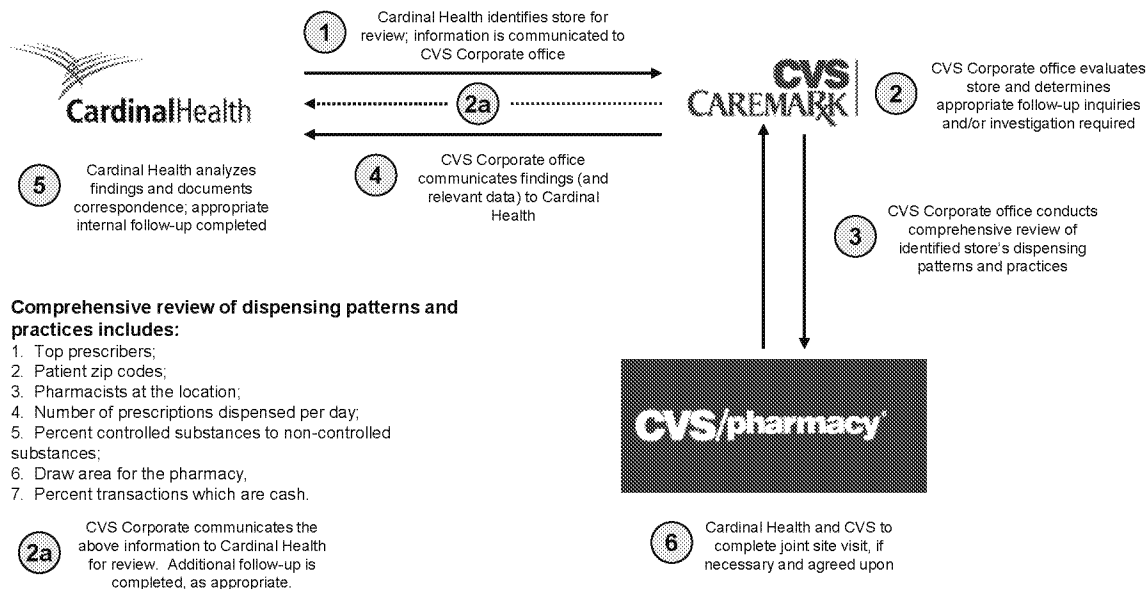 1
Cardinal Health identifies store for
review; information is communicated to
CVS Corporate office
CardinalHealth
2a
CVS
CAREMARK
2
CVS Corporate office evaluates
store and determines
appropriate follow-up inquiries
and/or investigation required
5
Cardinal Health analyzes
findings and documents
correspondence; appropriate
internal follow-up completed
4
CVS Corporate office
communicates findings (and
relevant data) to Cardinal
Health
3
CVS Corporate office conducts
comprehensive review of
identified store's dispensing
patterns and practices
Comprehensive review of dispensing patterns and
practices includes:
1. Top prescribers;
2. Patient zip codes;
3. Pharmacists at the location;
4. Number of prescriptions dispensed per day;
5. Percent controlled substances to non-controlled
substances;
6. Draw area for the pharmacy,
7. Percent transactions which are cash.
CVS/pharmacy
2a
CVS Corporate communicates the
above information to Cardinal Health
for review. Additional follow-up is
completed, as appropriate.
6
Cardinal Health and CVS to
complete joint site visit, if
necessary and agreed upon